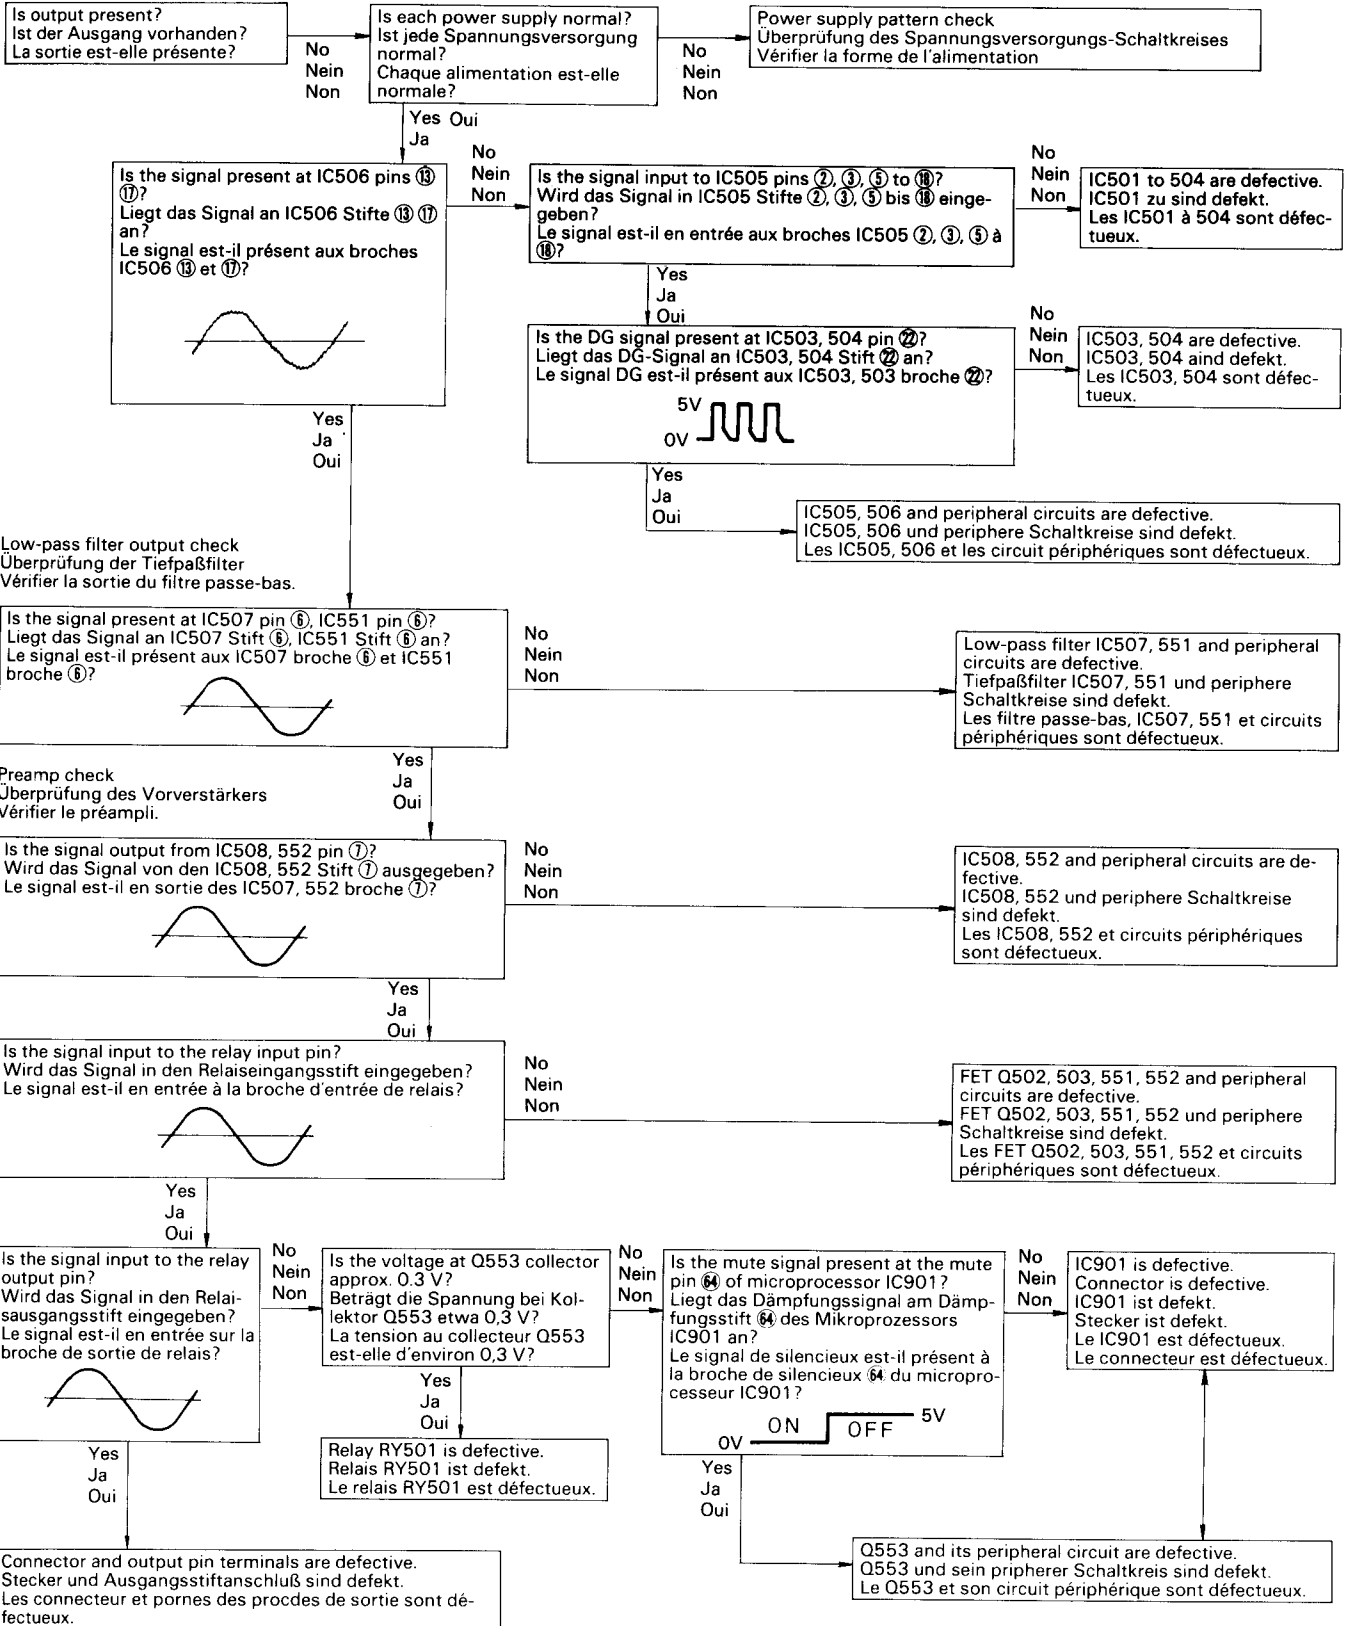 Is output present?
Ist der Ausgang vorhanden?
La sortie est-elle présente?
No
Nein
Non
Is each power supply normal?
Ist jede Spannungsversorgung
normal?
Chaque alimentation est-elle
normale?
No
Nein
Non
Power supply pattern check
Überprüfung des Spannungsversorgungs-Schaltkreises
Vérifier la forme de l'alimentation
Yes Oui
Ja
Is the signal present at IC506 pins ⑬
⑰?
Liegt das Signal an IC506 Stifte ⑬ ⑰
an?
Le signal est-il présent aux broches
IC506 ⑬ et ⑰?
No
Nein
Non
Is the signal input to IC505 pins ②, ③, ⑤ to ⑱?
Wird das Signal in IC505 Stifte ②, ③, ⑤ bis ⑱ einge-
geben?
Le signal est-il en entrée aux broches IC505 ②, ③, ⑤ à
⑱?
No
Nein
Non
IC501 to 504 are defective.
IC501 zu sind defekt.
Les IC501 à 504 sont défec-
tueux.
Yes
Ja
Oui
Is the DG signal present at IC503, 504 pin ㉒?
Liegt das DG-Signal an IC503, 504 Stift ㉒ an?
Le signal DG est-il présent aux IC503, 503 broche ㉒?
5V
0V
No
Nein
Non
IC503, 504 are defective.
IC503, 504 aind defekt.
Les IC503, 504 sont défec-
tueux.
Yes
Ja
Oui
Yes
Ja
Oui
IC505, 506 and peripheral circuits are defective.
IC505, 506 und periphere Schaltkreise sind defekt.
Les IC505, 506 et les circuit périphériques sont défectueux.
Low-pass filter output check
Überprüfung der Tiefpaßfilter
Vérifier la sortie du filtre passe-bas.
Is the signal present at IC507 pin ⑥, IC551 pin ⑥?
Liegt das Signal an IC507 Stift ⑥, IC551 Stift ⑥ an?
Le signal est-il présent aux IC507 broche ⑥ et IC551
broche ⑥?
No
Nein
Non
Low-pass filter IC507, 551 and peripheral
circuits are defective.
Tiefpaßfilter IC507, 551 und periphere
Schaltkreise sind defekt.
Les filtre passe-bas, IC507, 551 et circuits
périphériques sont défectueux.
Yes
Ja
Oui
Preamp check
Überprüfung des Vorverstärkers
Vérifier le préampli.
Is the signal output from IC508, 552 pin ⑦?
Wird das Signal von den IC508, 552 Stift ⑦ ausgegeben?
Le signal est-il en sortie des IC507, 552 broche ⑦?
No
Nein
Non
IC508, 552 and peripheral circuits are de-
fective.
IC508, 552 und periphere Schaltkreise
sind defekt.
Les IC508, 552 et circuits périphériques
sont défectueux.
Yes
Ja
Oui
Is the signal input to the relay input pin?
Wird das Signal in den Relaiseingangsstift eingegeben?
Le signal est-il en entrée à la broche d'entrée de relais?
No
Nein
Non
FET Q502, 503, 551, 552 and peripheral
circuits are defective.
FET Q502, 503, 551, 552 und periphere
Schaltkreise sind defekt.
Les FET Q502, 503, 551, 552 et circuits
périphériques sont défectueux.
Yes
Ja
Oui
Is the signal input to the relay
output pin?
Wird das Signal in den Relai-
sausgangsstift eingegeben?
Le signal est-il en entrée sur la
broche de sortie de relais?
No
Nein
Non
Is the voltage at Q553 collector
approx. 0.3 V?
Beträgt die Spannung bei Kol-
lektor Q553 etwa 0,3 V?
La tension au collecteur Q553
est-elle d'environ 0,3 V?
No
Nein
Non
Is the mute signal present at the mute
pin 64 of microprocessor IC901?
Liegt das Dämpfungssignal am Dämp-
fungsstift 64 des Mikroprozessors
IC901 an?
Le signal de silencieux est-il présent à
la broche de silencieux 64 du micropro-
cesseur IC901?
0V ON OFF 5V
No
Nein
Non
IC901 is defective.
Connector is defective.
IC901 ist defekt.
Stecker ist defekt.
Le IC901 est défectueux.
Le connecteur est défectueux.
Yes
Ja
Oui
Relay RY501 is defective.
Relais RY501 ist defekt.
Le relais RY501 est défectueux.
Yes
Ja
Oui
Yes
Ja
Oui
Q553 and its peripheral circuit are defective.
Q553 und sein pripherer Schaltkreis sind defekt.
Le Q553 et son circuit périphérique sont défectueux.
Connector and output pin terminals are defective.
Stecker und Ausgangsstiftanschluß sind defekt.
Les connecteur et pornes des procdes de sortie sont dé-
fectueux.